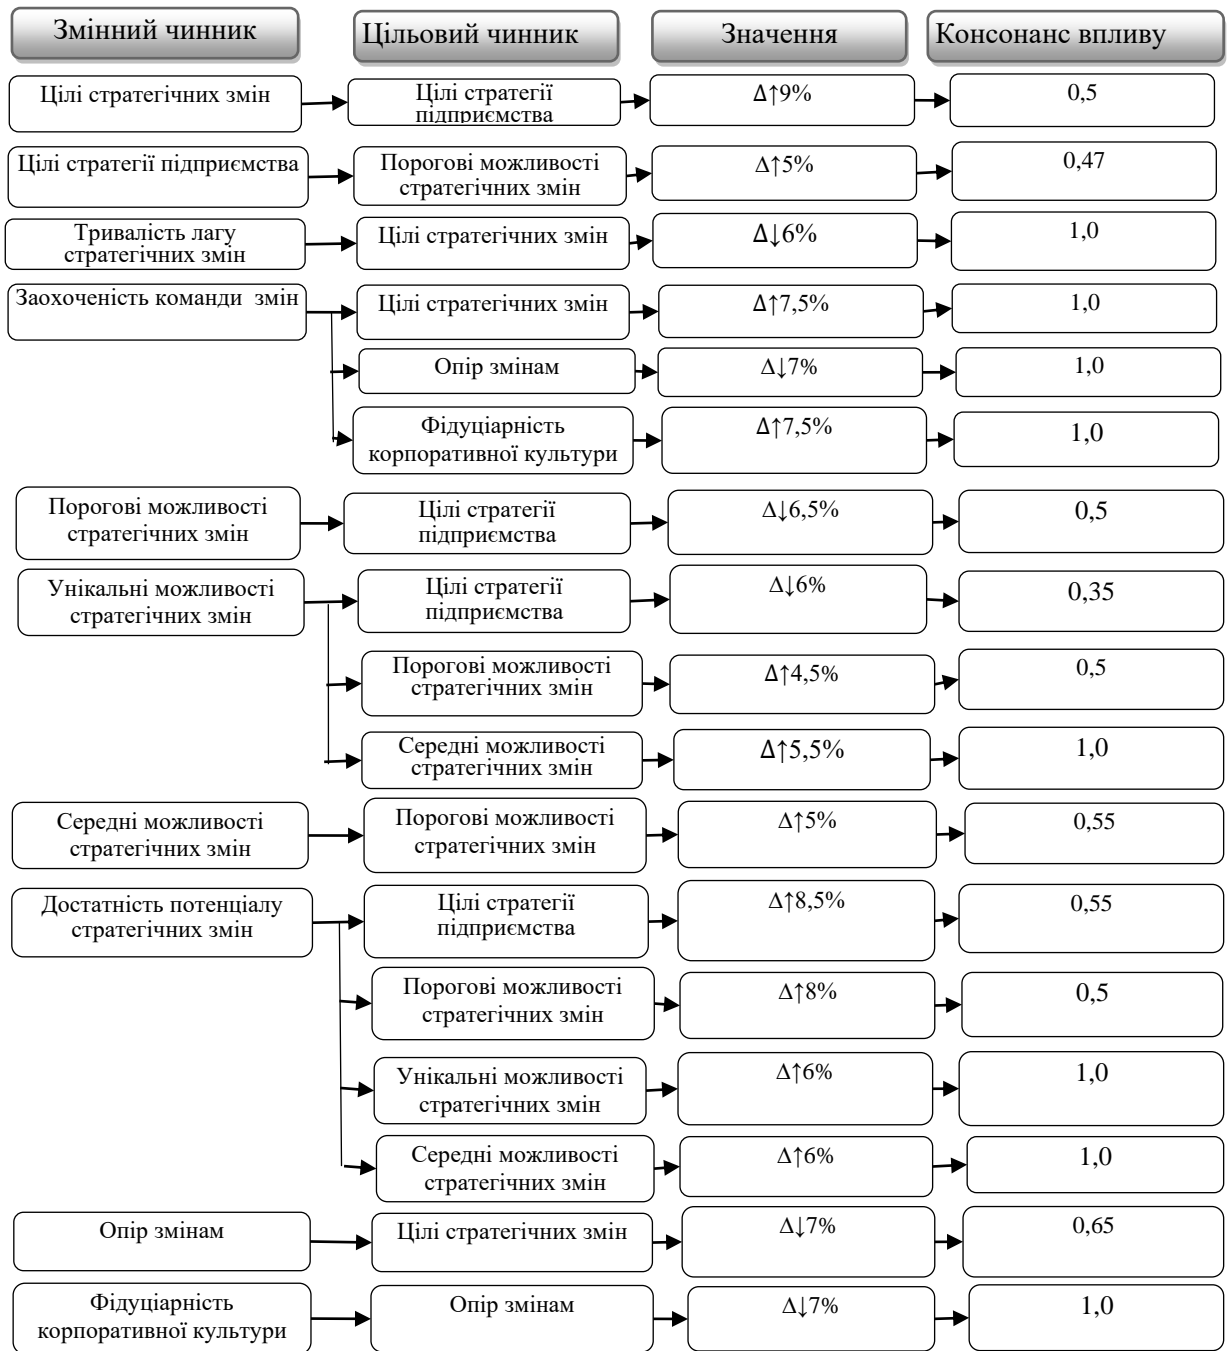 Змінний чинник
Цільовий чинник
Значення
Консонанс впливу
Цілі стратегічних змін
Цілі стратегії
підприємства
Δ↑9%
0,5
Цілі стратегії підприємства
Порогові можливості
стратегічних змін
Δ↑5%
0,47
Тривалість лагу
стратегічних змін
Цілі стратегічних змін
Δ↓6%
1,0
Заохоченість команди змін
Цілі стратегічних змін
Δ↑7,5%
1,0
Опір змінам
Δ↓7%
1,0
Фідуціарність
корпоративної культури
Δ↑7,5%
1,0
Порогові можливості
стратегічних змін
Цілі стратегії
підприємства
Δ↓6,5%
0,5
Унікальні можливості
стратегічних змін
Цілі стратегії
підприємства
Δ↓6%
0,35
Порогові можливості
стратегічних змін
Δ↑4,5%
0,5
Середні можливості
стратегічних змін
Δ↑5,5%
1,0
Середні можливості
стратегічних змін
Порогові можливості
стратегічних змін
Δ↑5%
0,55
Достатність потенціалу
стратегічних змін
Цілі стратегії
підприємства
Δ↑8,5%
0,55
Порогові можливості
стратегічних змін
Δ↑8%
0,5
Унікальні можливості
стратегічних змін
Δ↑6%
1,0
Середні можливості
стратегічних змін
Δ↑6%
1,0
Опір змінам
Цілі стратегічних змін
Δ↓7%
0,65
Фідуціарність
корпоративної культури
Опір змінам
Δ↓7%
1,0